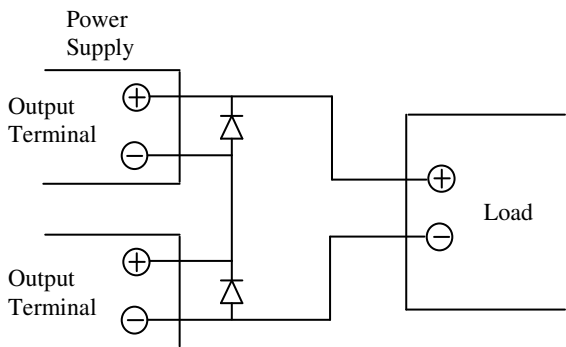 Power
Supply
Output
Terminal
+
−
+
−
Load
Output
Terminal
+
−